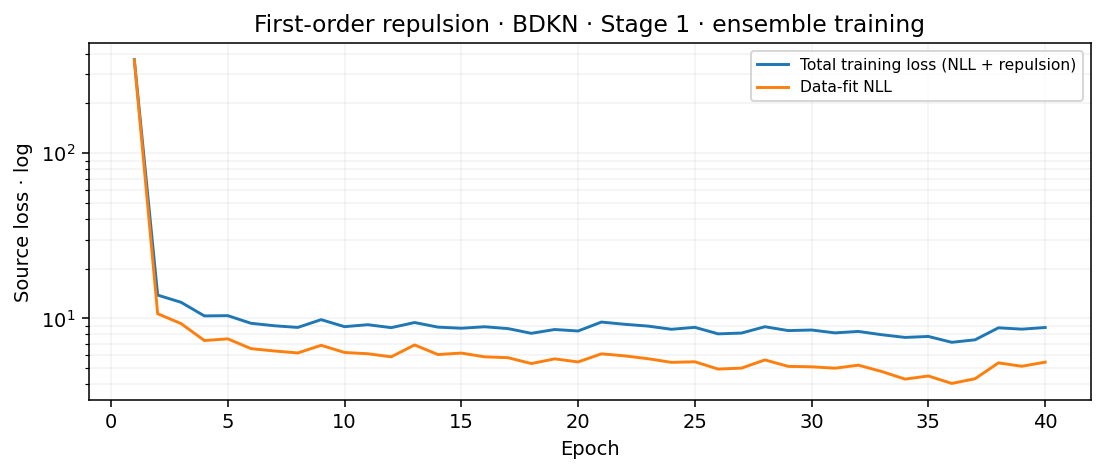 First-order repulsion · BDKN · Stage 1 · ensemble training
Total training loss (NLL + repulsion)
Data-fit NLL
Source loss · log
10²
10¹
0 5 10 15 20 25 30 35 40
Epoch